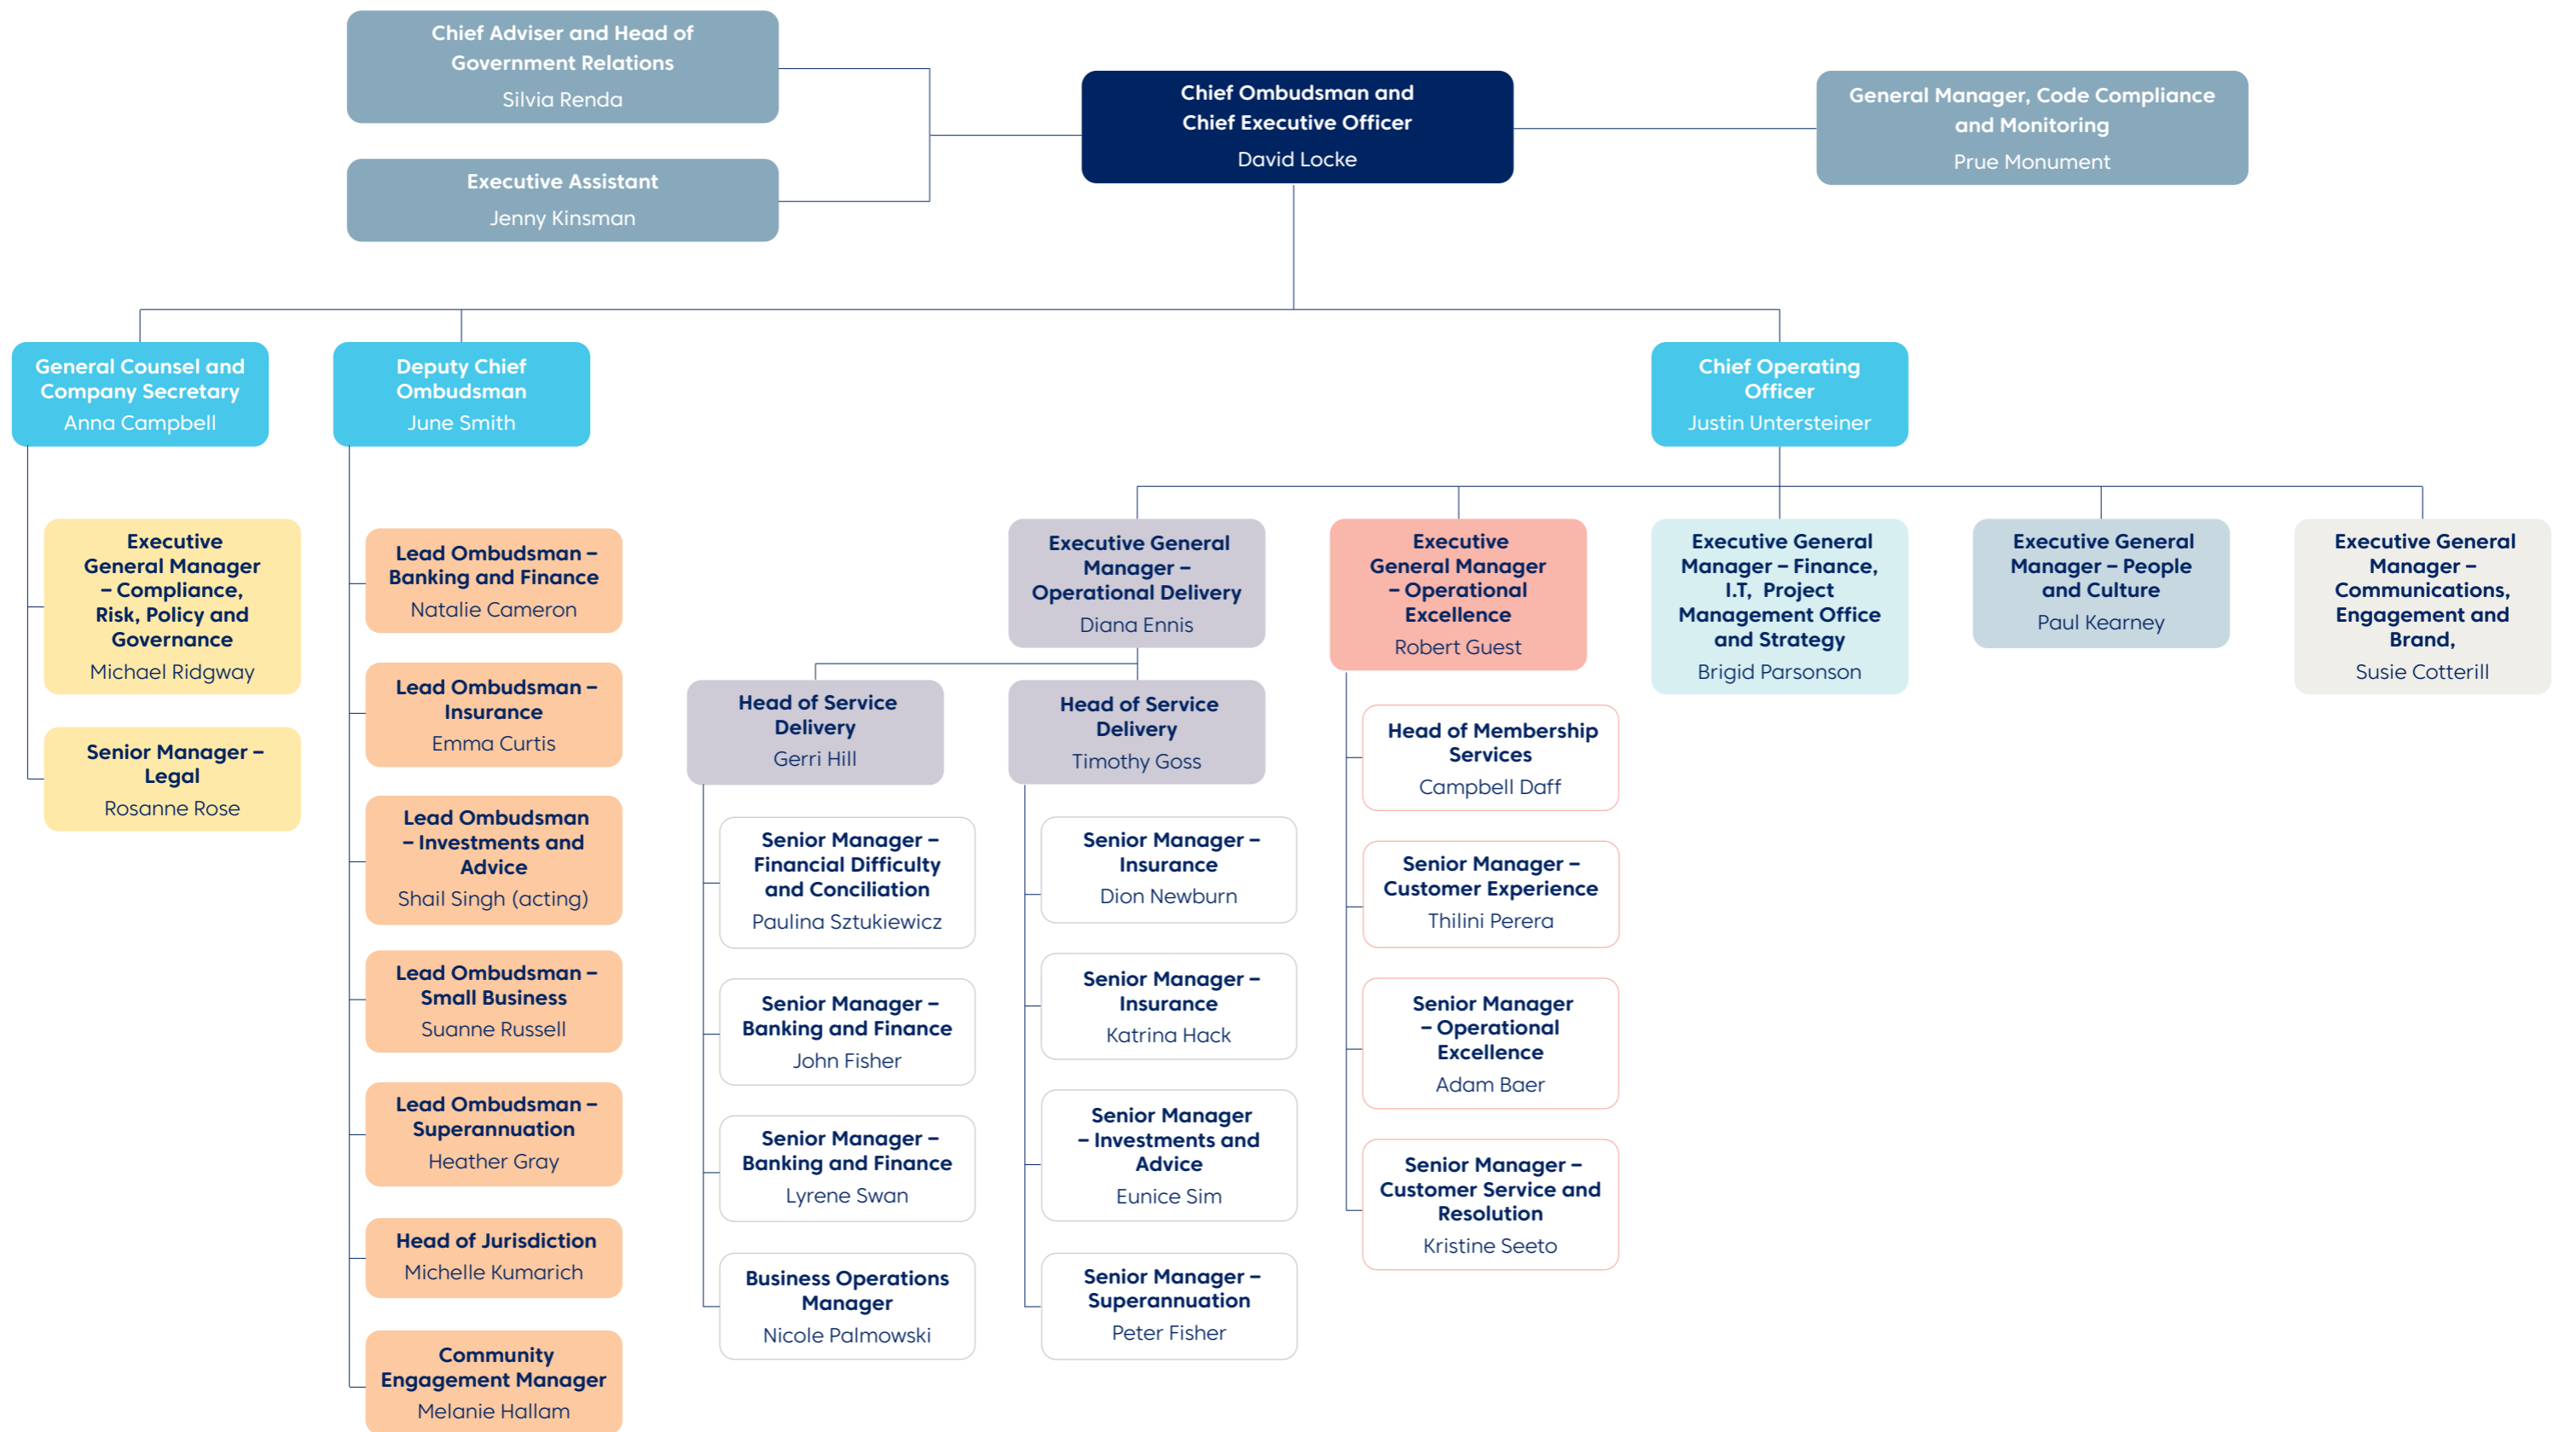 Chief Adviser and Head of
Government Relations
Silvia Renda
Executive Assistant
Jenny Kinsman
Chief Ombudsman and
Chief Executive Officer
David Locke
General Manager, Code Compliance
and Monitoring
Prue Monument
General Counsel and
Company Secretary
Anna Campbell
Executive
General Manager
– Compliance,
Risk, Policy and
Governance
Michael Ridgway
Senior Manager –
Legal
Rosanne Rose
Deputy Chief
Ombudsman
June Smith
Lead Ombudsman –
Banking and Finance
Natalie Cameron
Lead Ombudsman –
Insurance
Emma Curtis
Lead Ombudsman
– Investments and
Advice
Shail Singh (acting)
Lead Ombudsman –
Small Business
Suanne Russell
Lead Ombudsman –
Superannuation
Heather Gray
Head of Jurisdiction
Michelle Kumarich
Community
Engagement Manager
Melanie Hallam
Chief Operating
Officer
Justin Untersteiner
Executive General
Manager –
Operational Delivery
Diana Ennis
Head of Service
Delivery
Gerri Hill
Senior Manager –
Financial Difficulty
and Conciliation
Paulina Sztukiewicz
Senior Manager –
Banking and Finance
John Fisher
Senior Manager –
Banking and Finance
Lyrene Swan
Business Operations
Manager
Nicole Palmowski
Head of Service
Delivery
Timothy Goss
Senior Manager –
Insurance
Dion Newburn
Senior Manager –
Insurance
Katrina Hack
Senior Manager
– Investments and
Advice
Eunice Sim
Senior Manager –
Superannuation
Peter Fisher
Executive
General Manager
– Operational
Excellence
Robert Guest
Head of Membership
Services
Campbell Daff
Senior Manager –
Customer Experience
Thilini Perera
Senior Manager
– Operational
Excellence
Adam Baer
Senior Manager –
Customer Service and
Resolution
Kristine Seeto
Executive General
Manager – Finance,
I.T, Project
Management Office
and Strategy
Brigid Parsonson
Executive General
Manager – People
and Culture
Paul Kearney
Executive General
Manager –
Communications,
Engagement and
Brand,
Susie Cotterill